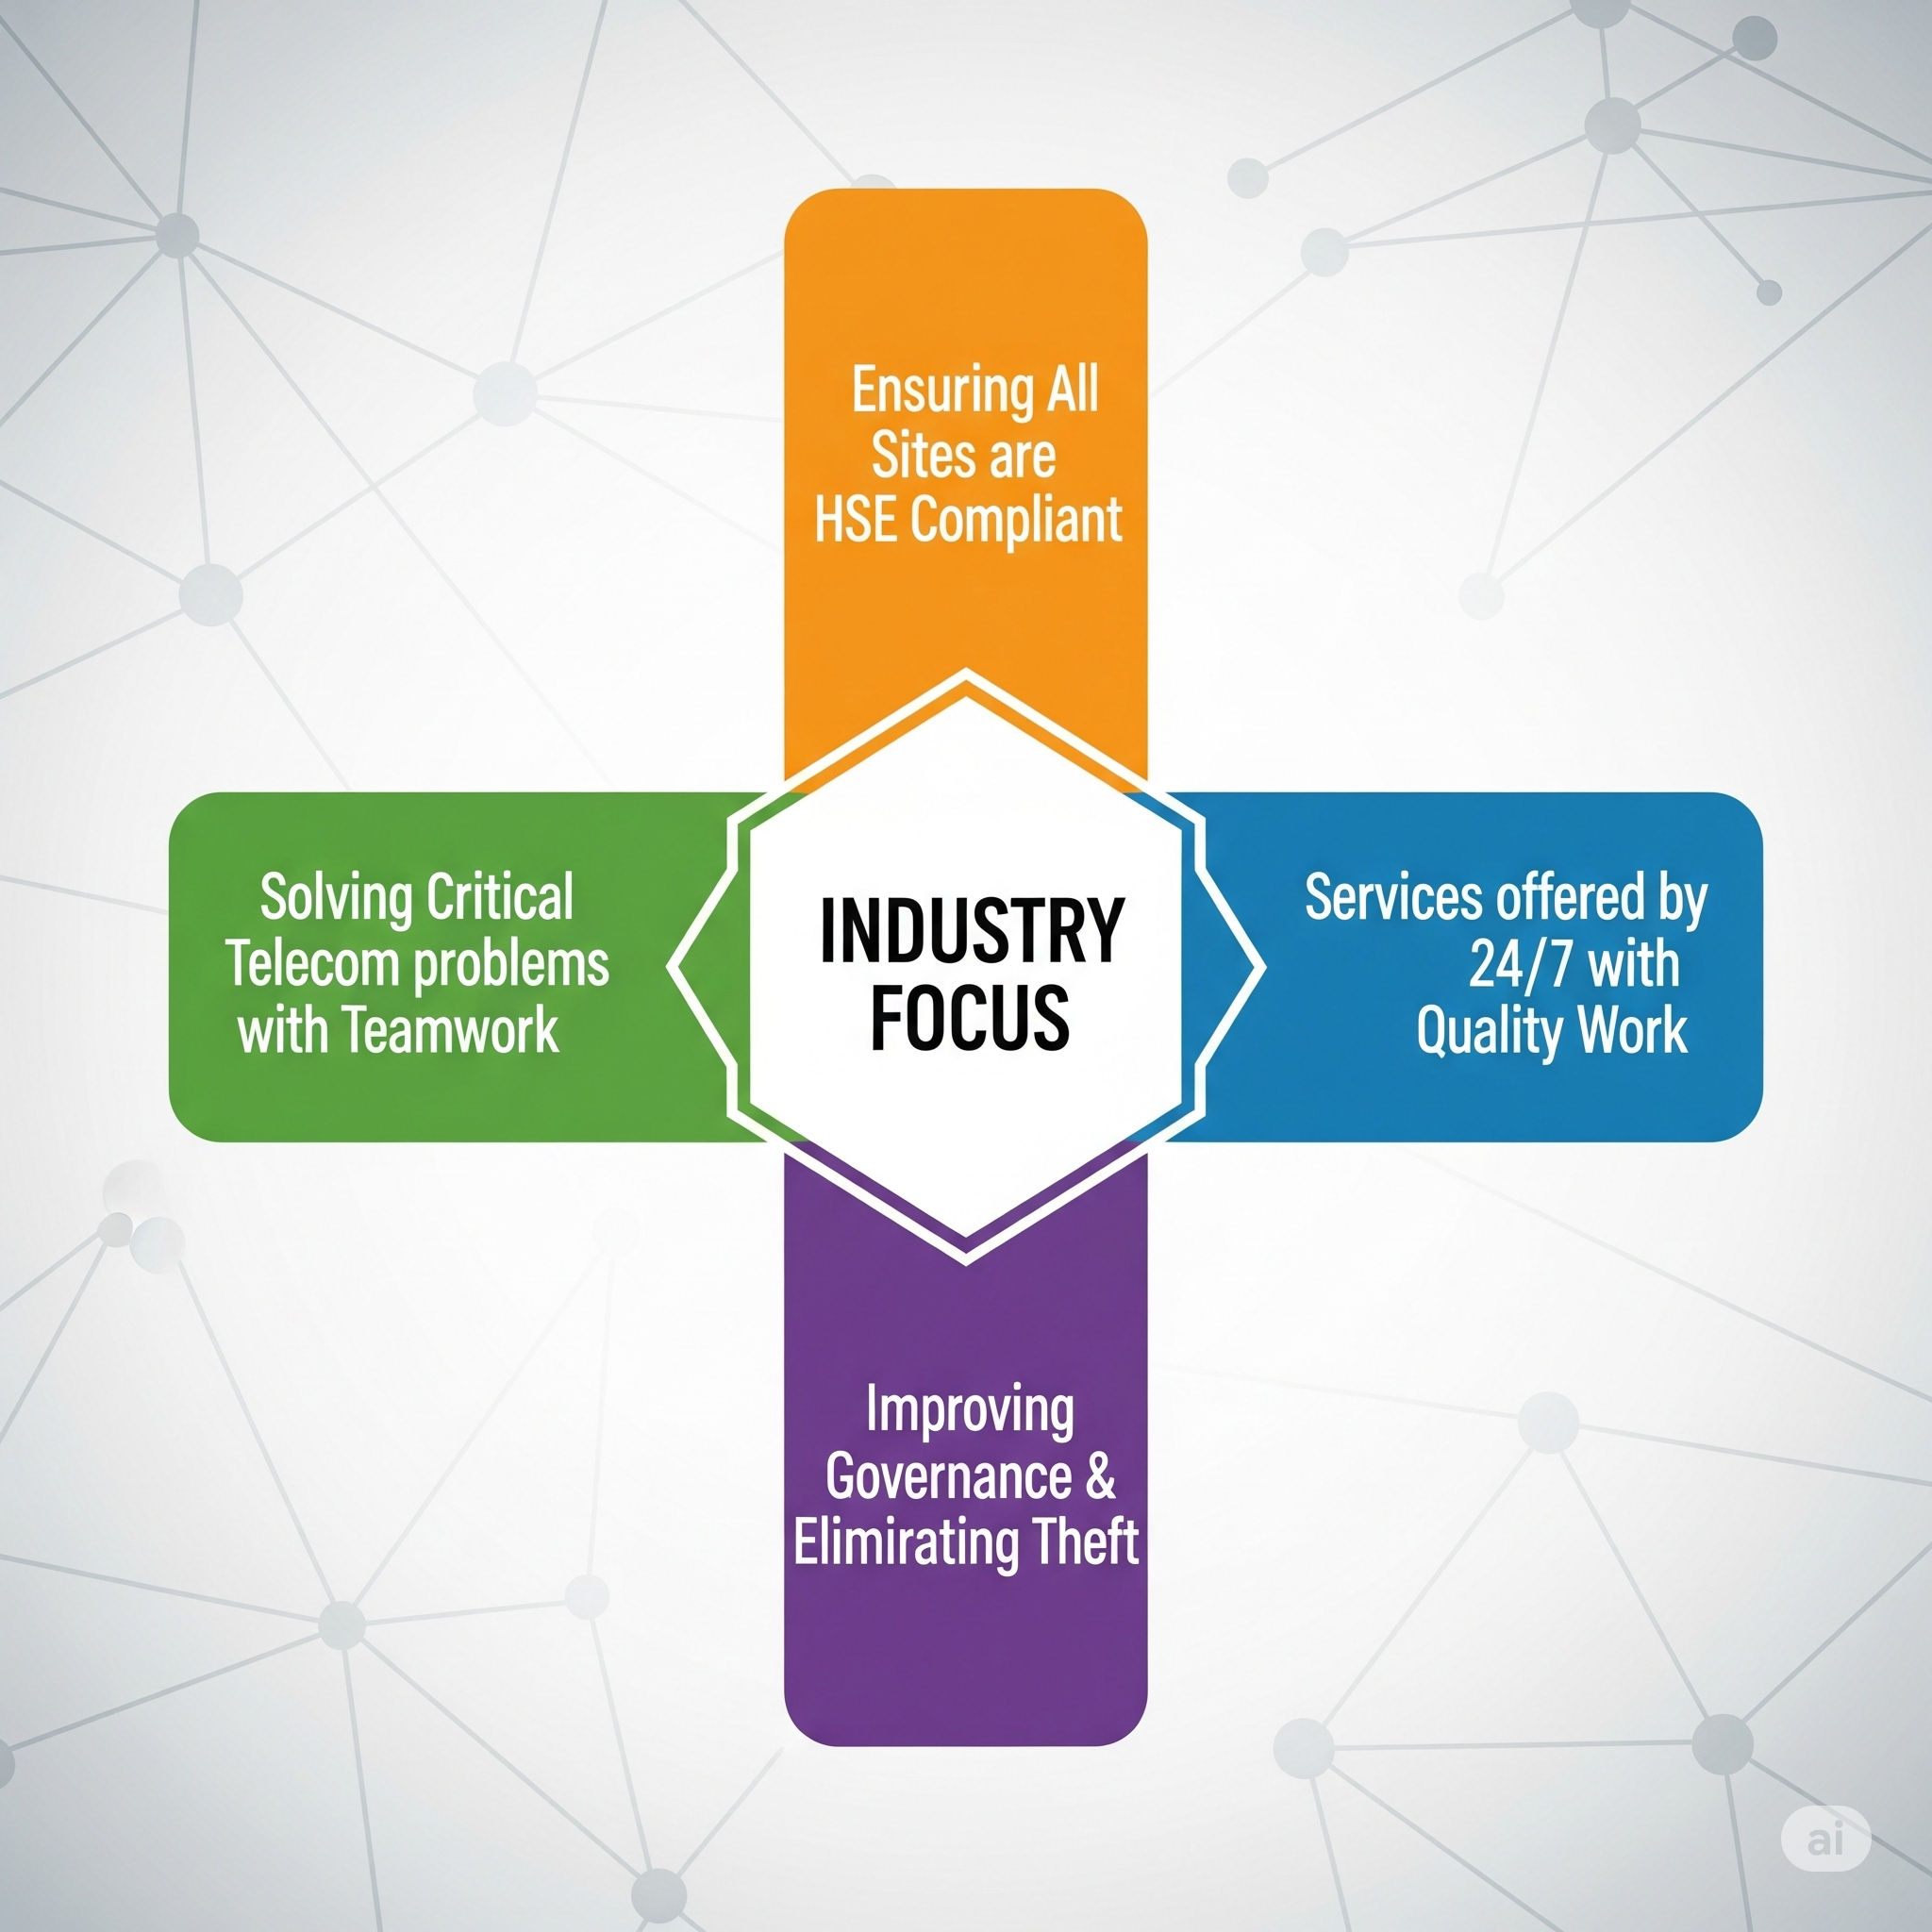 Ensuring All
Sites are
HSE Compliant
Solving Critical
Telecom problems
with Teamwork
INDUSTRY
FOCUS
Services offered by
24/7 with
Quality Work
Improving
Governance &
Elimirating Theft
ai